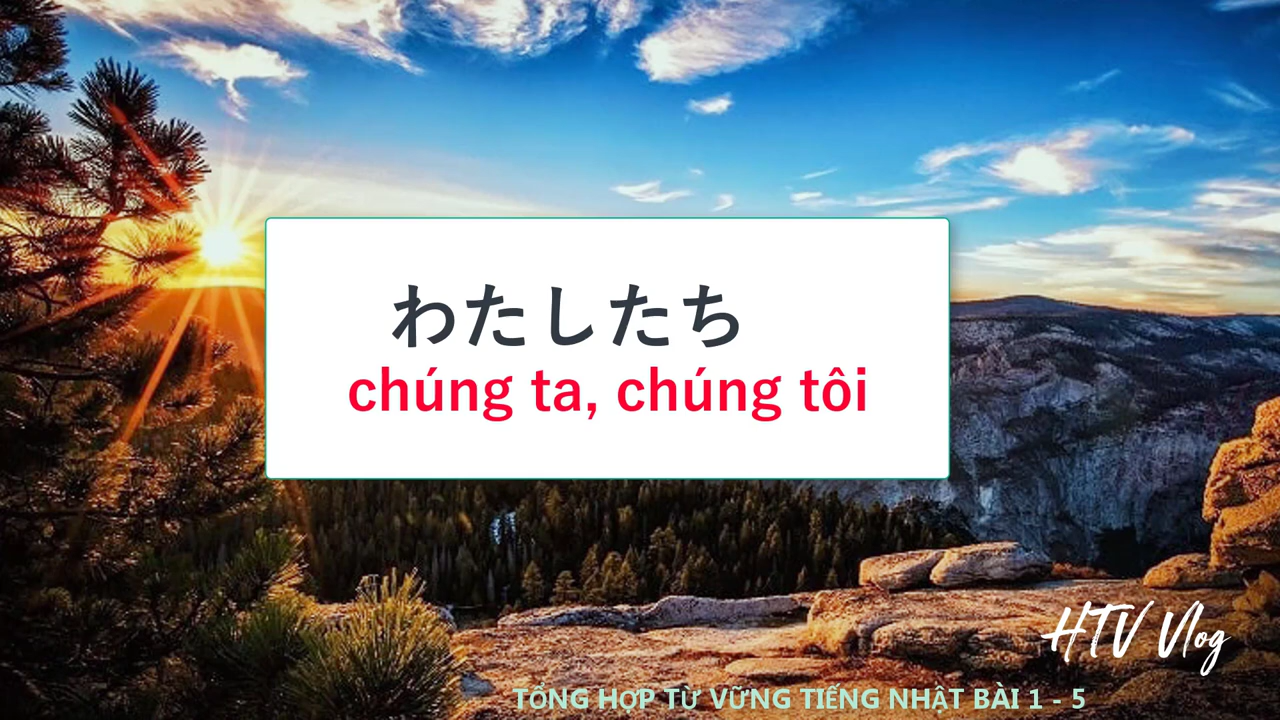 わたしたち
chúng ta, chúng tôi
HTV Vlog
TỔNG HỢP TỪ VỮNG TIẾNG NHẬT BÀI 1 - 5